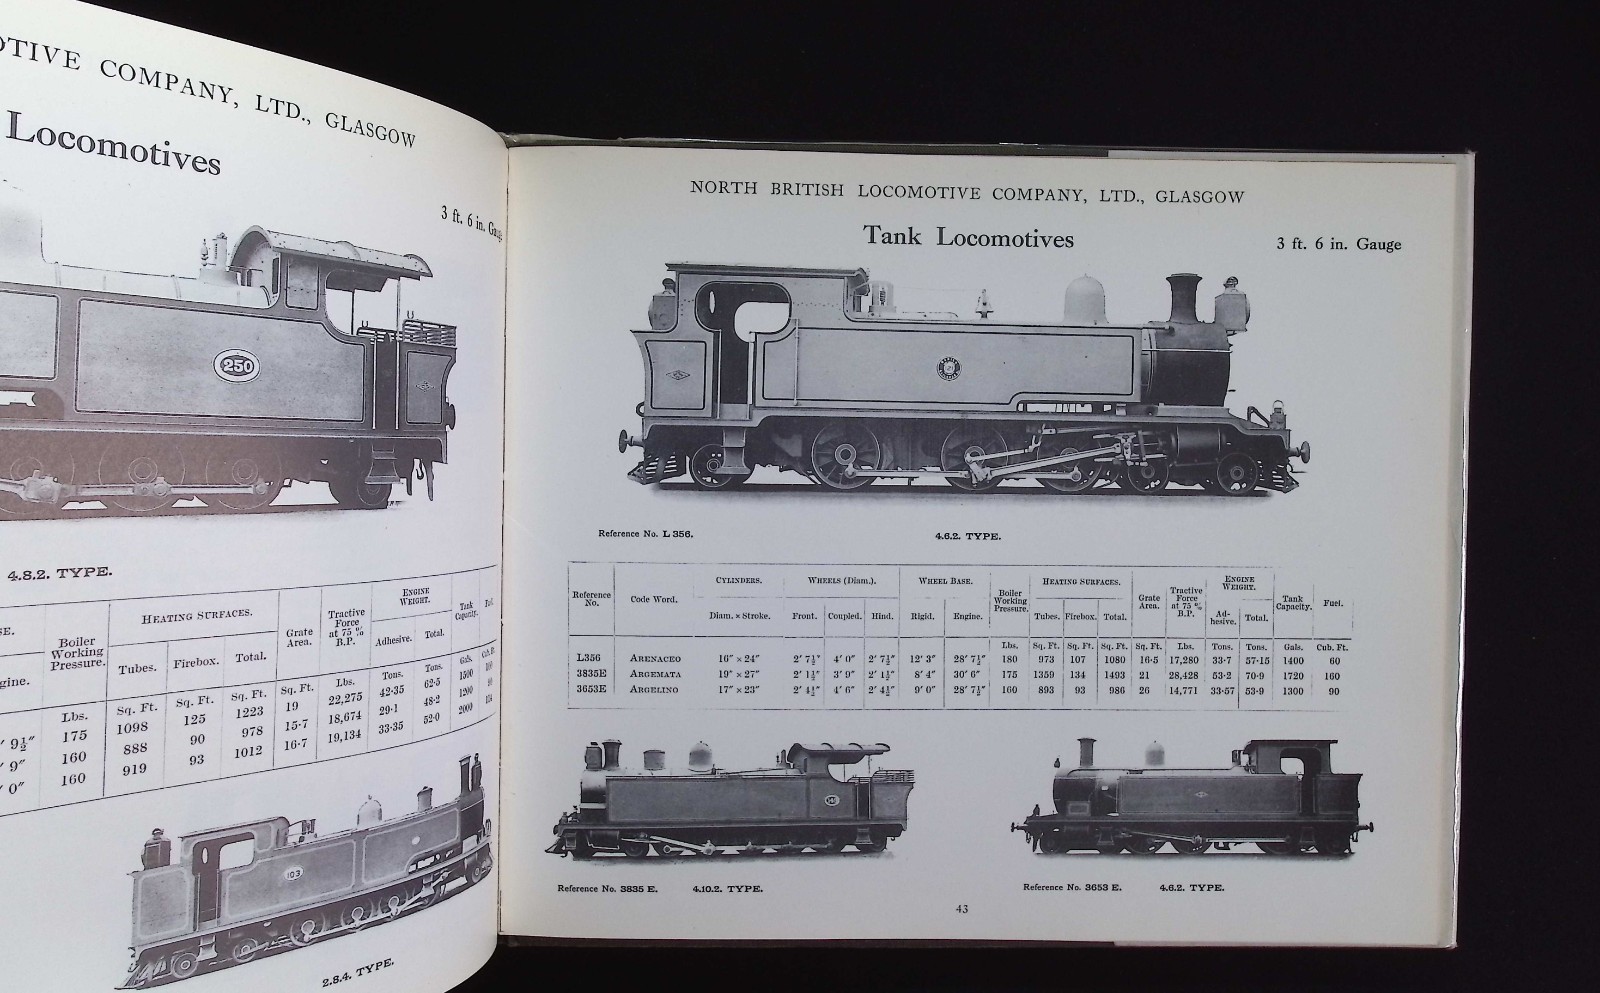 OTIVE COMPANY, LTD., GLASGOW
Locomotives
3 ft. 6 in. Gauge
250
4.8.2. TYPE.
Boiler Working Pressure.
HEATING SURFACES.
Grate Area.
Tractive Force at 75 % B.P.
ENGINE WEIGHT.
Tank Capacity.
Tubes. Firebox. Total. Adhesive. Total.
Lbs. Sq. Ft. Sq. Ft. Sq. Ft. Sq. Ft. Lbs. Tons. Tons. Gals.
9½″ 175 1098 125 1223 19 22,275 42·35 62·5 1500
9″ 160 888 90 978 15·7 18,674 29·1 48·2 1200
0″ 160 919 93 1012 16·7 19,134 33·35 52·0 2000
103
2.8.4. TYPE.
NORTH BRITISH LOCOMOTIVE COMPANY, LTD., GLASGOW
Tank Locomotives
3 ft. 6 in. Gauge
Reference No. L 356.
4.6.2. TYPE.
Reference No.
Code Word.
CYLINDERS.
WHEELS (Diam.).
WHEEL BASE.
Boiler Working Pressure.
HEATING SURFACES.
Grate Area.
Tractive Force at 75 % B.P.
ENGINE WEIGHT.
Tank Capacity.
Fuel.
Diam. × Stroke. Front. Coupled. Hind. Rigid. Engine. Tubes. Firebox. Total. Ad-hesive. Total.
Lbs. Sq. Ft. Sq. Ft. Sq. Ft. Sq. Ft. Lbs. Tons. Tons. Gals. Cub. Ft.
L356 ARENACEO 16″ × 24″ 2′ 7½″ 4′ 0″ 2′ 7½″ 12′ 3″ 28′ 7½″ 180 973 107 1080 16·5 17,280 33·7 57·15 1400 60
3835E ARGEMATA 19″ × 27″ 2′ 1½″ 3′ 9″ 2′ 1½″ 8′ 4″ 30′ 6″ 175 1359 134 1493 21 28,428 53·2 70·9 1720 160
3653E ARGELINO 17″ × 23″ 2′ 4½″ 4′ 6″ 2′ 4½″ 9′ 0″ 28′ 7½″ 160 893 93 986 26 14,771 33·57 53·9 1300 90
Reference No. 3835 E. 4.10.2. TYPE.
Reference No. 3653 E. 4.6.2. TYPE.
43